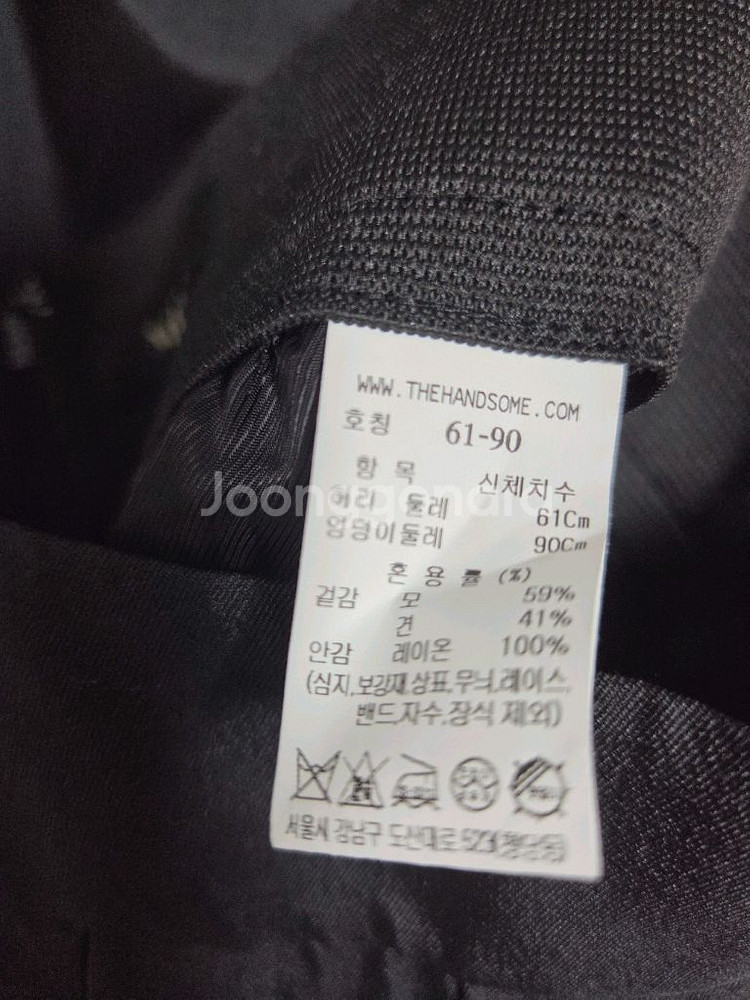 WWW.THEHANDSOME.COM
호칭 61-90
항 목 신체치수
허리 둘레 61Cm
엉덩이둘레 90Cm
혼 용 률 (%)
겉감 모 59%
견 41%
안감 레이온 100%
(심지,보강재,상표,무늬,레이스,
밴드,자수,장식 제외)
서울시 강남구 도산대로 523(청담동)
Joonggonara